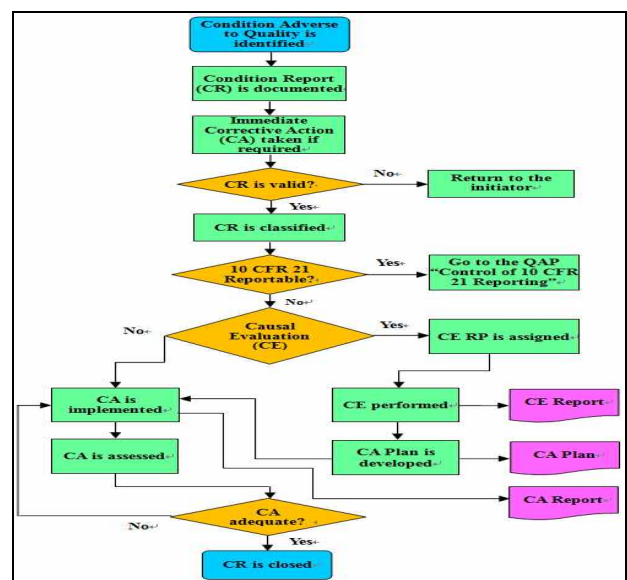 Condition Adverse
to Quality is
identified
Condition Report
(CR) is documented
Immediate
Corrective Action
(CA) taken if
required
CR is valid?
No
Return to the
initiator
Yes
CR is classified
10 CFR 21
Reportable?
Yes
Go to the QAP
“Control of 10 CFR
21 Reporting”
No
Causal
Evaluation
(CE)
No
Yes
CE RP is assigned
CA is
implemented
CE performed
CE Report
CA is assessed
CA Plan is
developed
CA Plan
CA Report
CA
adequate?
No
Yes
CR is closed